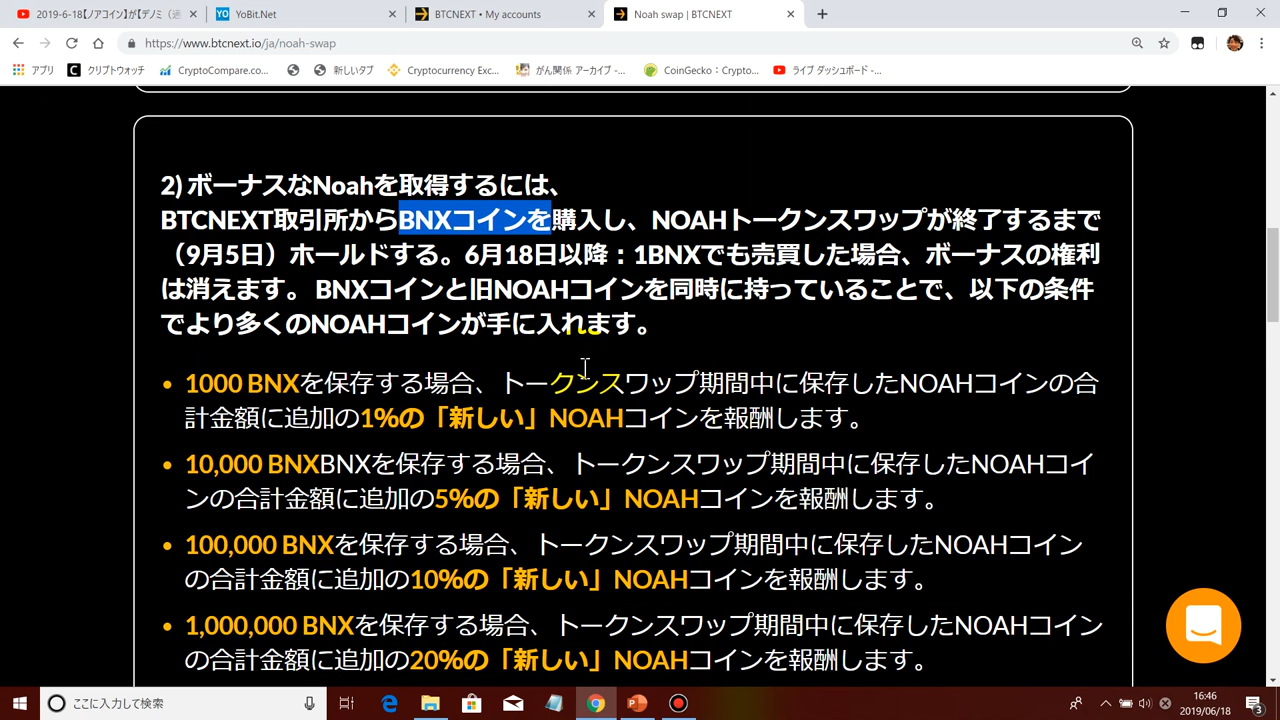 2019-6-18【ノアコイン】が【デノミ（通
YO YoBit.Net
BTCNEXT • My accounts
Noah swap | BTCNEXT
https://www.btcnext.io/ja/noah-swap
アプリ
C クリプトウォッチ
CryptoCompare.co...
新しいタブ
Cryptocurrency Exc...
がん関係 アーカイブ - ...
CoinGecko：Crypto...
ライブ ダッシュボード - ...
2) ボーナスなNoahを取得するには、
BTCNEXT取引所からBNXコインを購入し、NOAHトークンスワップが終了するまで
（9月5日）ホールドする。6月18日以降：1BNXでも売買した場合、ボーナスの権利
は消えます。 BNXコインと旧NOAHコインを同時に持っていることで、以下の条件
でより多くのNOAHコインが手に入れます。
• 1000 BNXを保存する場合、トークンスワップ期間中に保存したNOAHコインの合
計金額に追加の1%の「新しい」NOAHコインを報酬します。
• 10,000 BNXBNXを保存する場合、トークンスワップ期間中に保存したNOAHコイ
ンの合計金額に追加の5%の「新しい」NOAHコインを報酬します。
• 100,000 BNXを保存する場合、トークンスワップ期間中に保存したNOAHコイン
の合計金額に追加の10%の「新しい」NOAHコインを報酬します。
• 1,000,000 BNXを保存する場合、トークンスワップ期間中に保存したNOAHコイン
の合計金額に追加の20%の「新しい」NOAHコインを報酬します。
ここに入力して検索
16:46
2019/06/18
3